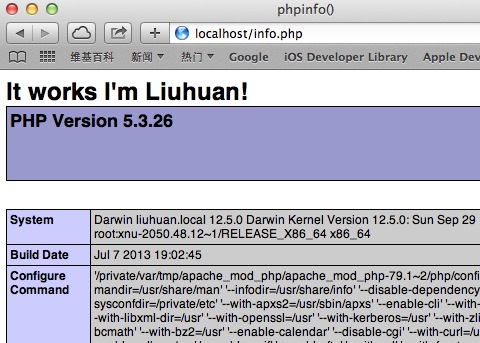 phpinfo()
localhost/info.php
维基百科 新闻 热门 Google iOS Developer Library Apple Dev
It works I'm Liuhuan!
PHP Version 5.3.26
System Darwin liuhuan.local 12.5.0 Darwin Kernel Version 12.5.0: Sun Sep 29
root:xnu-2050.48.12~1/RELEASE_X86_64 x86_64
Build Date Jul 7 2013 19:02:45
Configure Command '/private/var/tmp/apache_mod_php/apache_mod_php-79.1~2/php/conf
mandir=/usr/share/man' '--infodir=/usr/share/info' '--disable-dependency
sysconfdir=/private/etc' '--with-apxs2=/usr/sbin/apxs' '--enable-cli' '--with-
-with-libxml-dir=/usr' '--with-openssl=/usr' '--with-kerberos=/usr' '--with-zli
bcmath' '--with-bz2=/usr' '--enable-calendar' '--disable-cgi' '--with-curl=/u